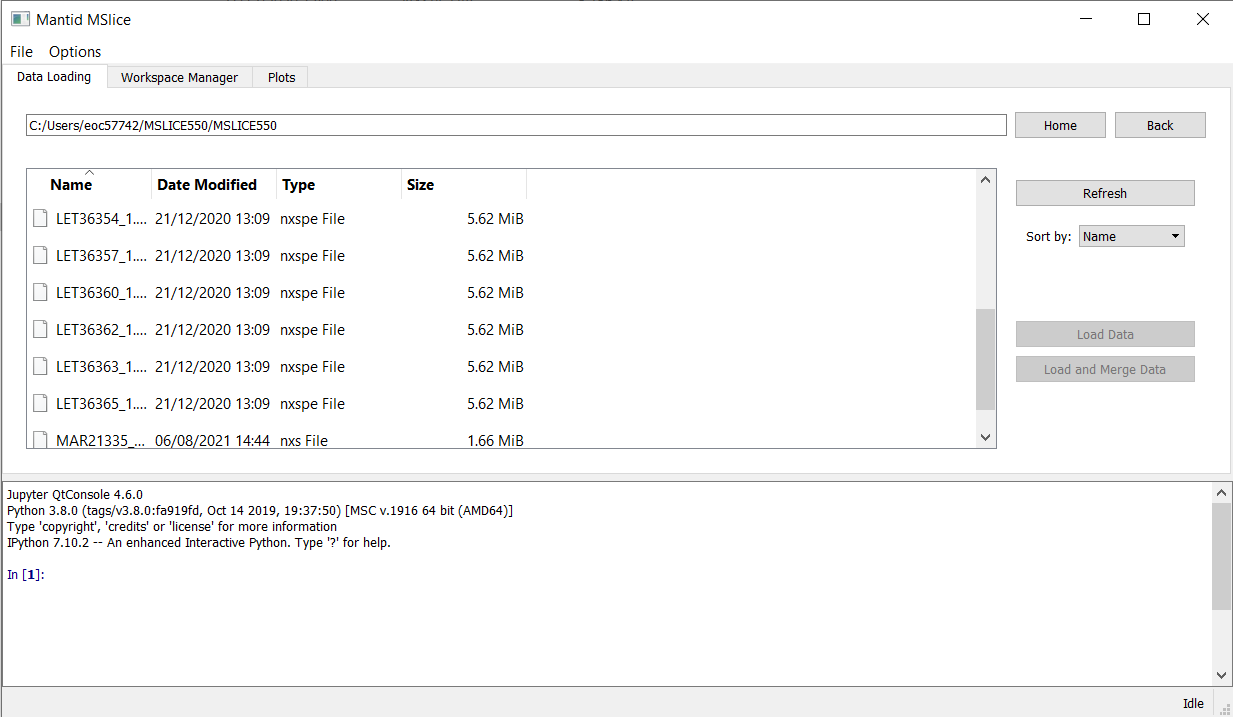 Mantid MSlice
File Options
Data Loading Workspace Manager Plots
C:/Users/eoc57742/MSLICE550/MSLICE550 Home Back
Name Date Modified Type Size
LET36354_1.... 21/12/2020 13:09 nxspe File 5.62 MiB
Refresh
LET36357_1.... 21/12/2020 13:09 nxspe File 5.62 MiB
Sort by: Name
LET36360_1.... 21/12/2020 13:09 nxspe File 5.62 MiB
LET36362_1.... 21/12/2020 13:09 nxspe File 5.62 MiB
Load Data
LET36363_1.... 21/12/2020 13:09 nxspe File 5.62 MiB
Load and Merge Data
LET36365_1.... 21/12/2020 13:09 nxspe File 5.62 MiB
MAR21335_... 06/08/2021 14:44 nxs File 1.66 MiB
Jupyter QtConsole 4.6.0
Python 3.8.0 (tags/v3.8.0:fa919fd, Oct 14 2019, 19:37:50) [MSC v.1916 64 bit (AMD64)]
Type 'copyright', 'credits' or 'license' for more information
IPython 7.10.2 -- An enhanced Interactive Python. Type '?' for help.
In [1]:
Idle